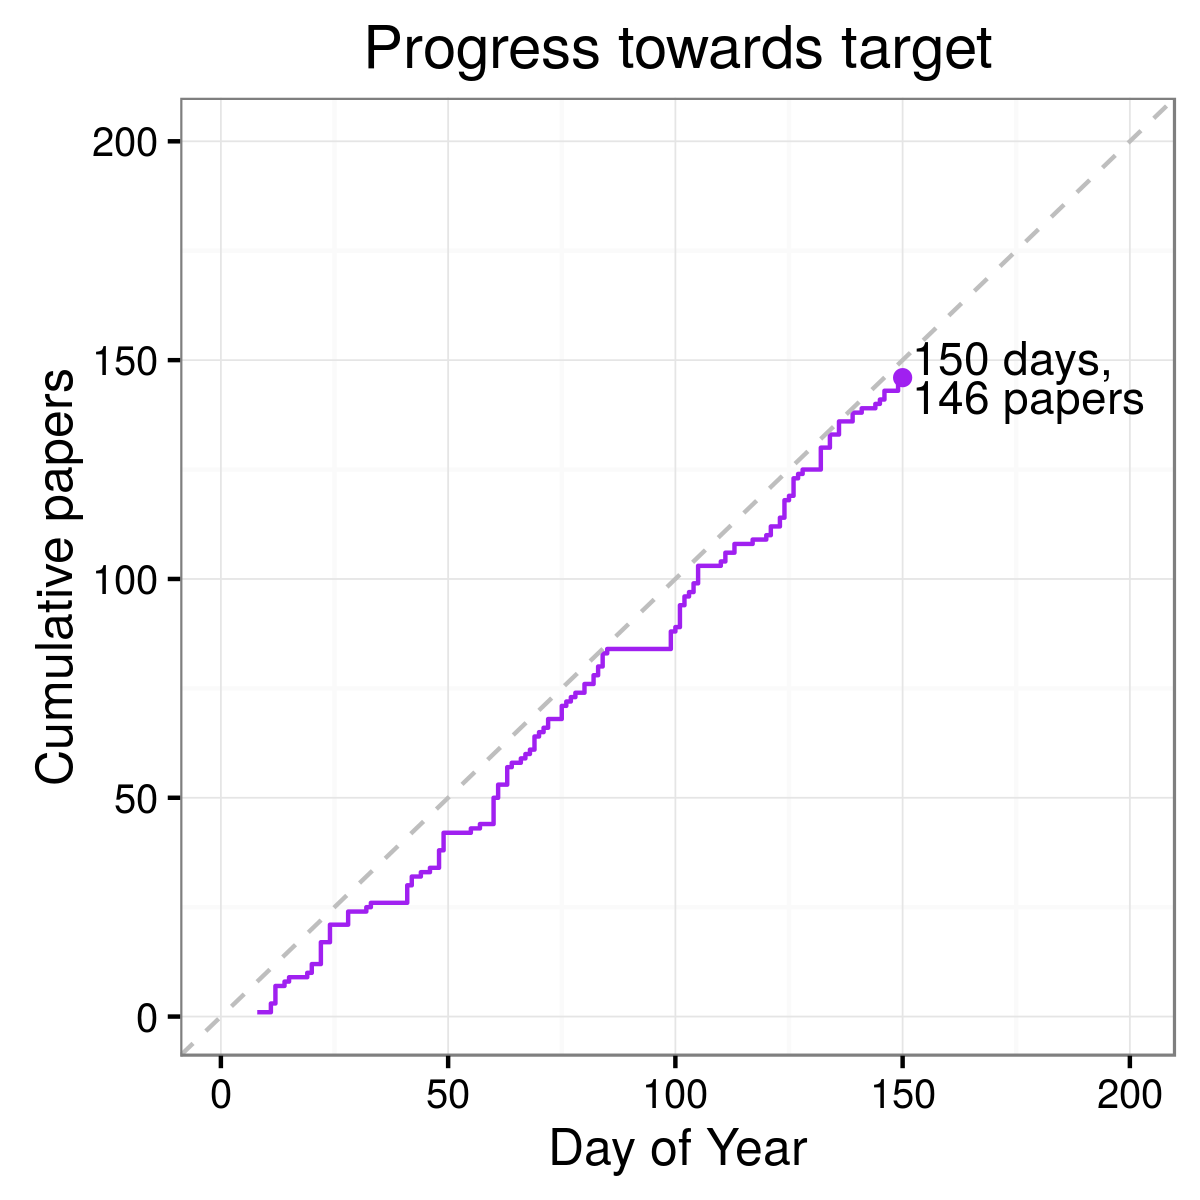 Progress towards target
200
150
100
50
0
Cumulative papers
150 days,
146 papers
0 50 100 150 200
Day of Year